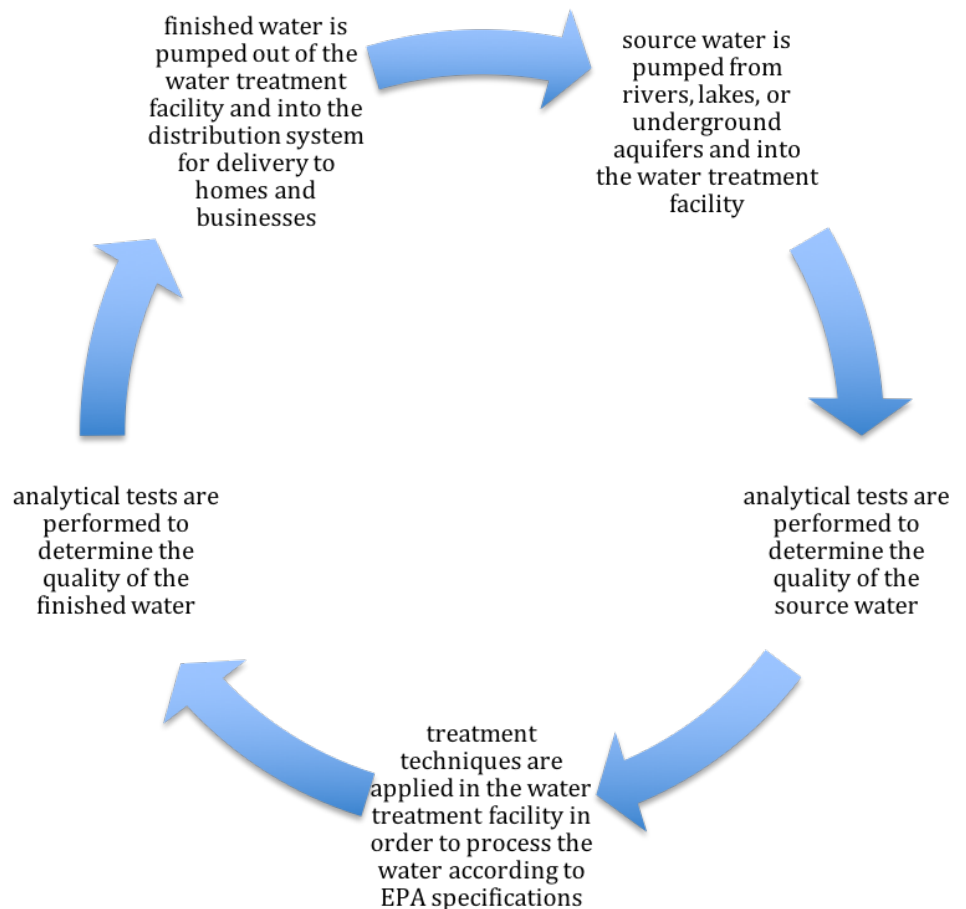 finished water is
pumped out of the
water treatment
facility and into the
distribution system
for delivery to
homes and
businesses
source water is
pumped from
rivers, lakes, or
underground
aquifers and into
the water treatment
facility
analytical tests are
performed to
determine the
quality of the
source water
treatment
techniques are
applied in the water
treatment facility in
order to process the
water according to
EPA specifications
analytical tests are
performed to
determine the
quality of the
finished water